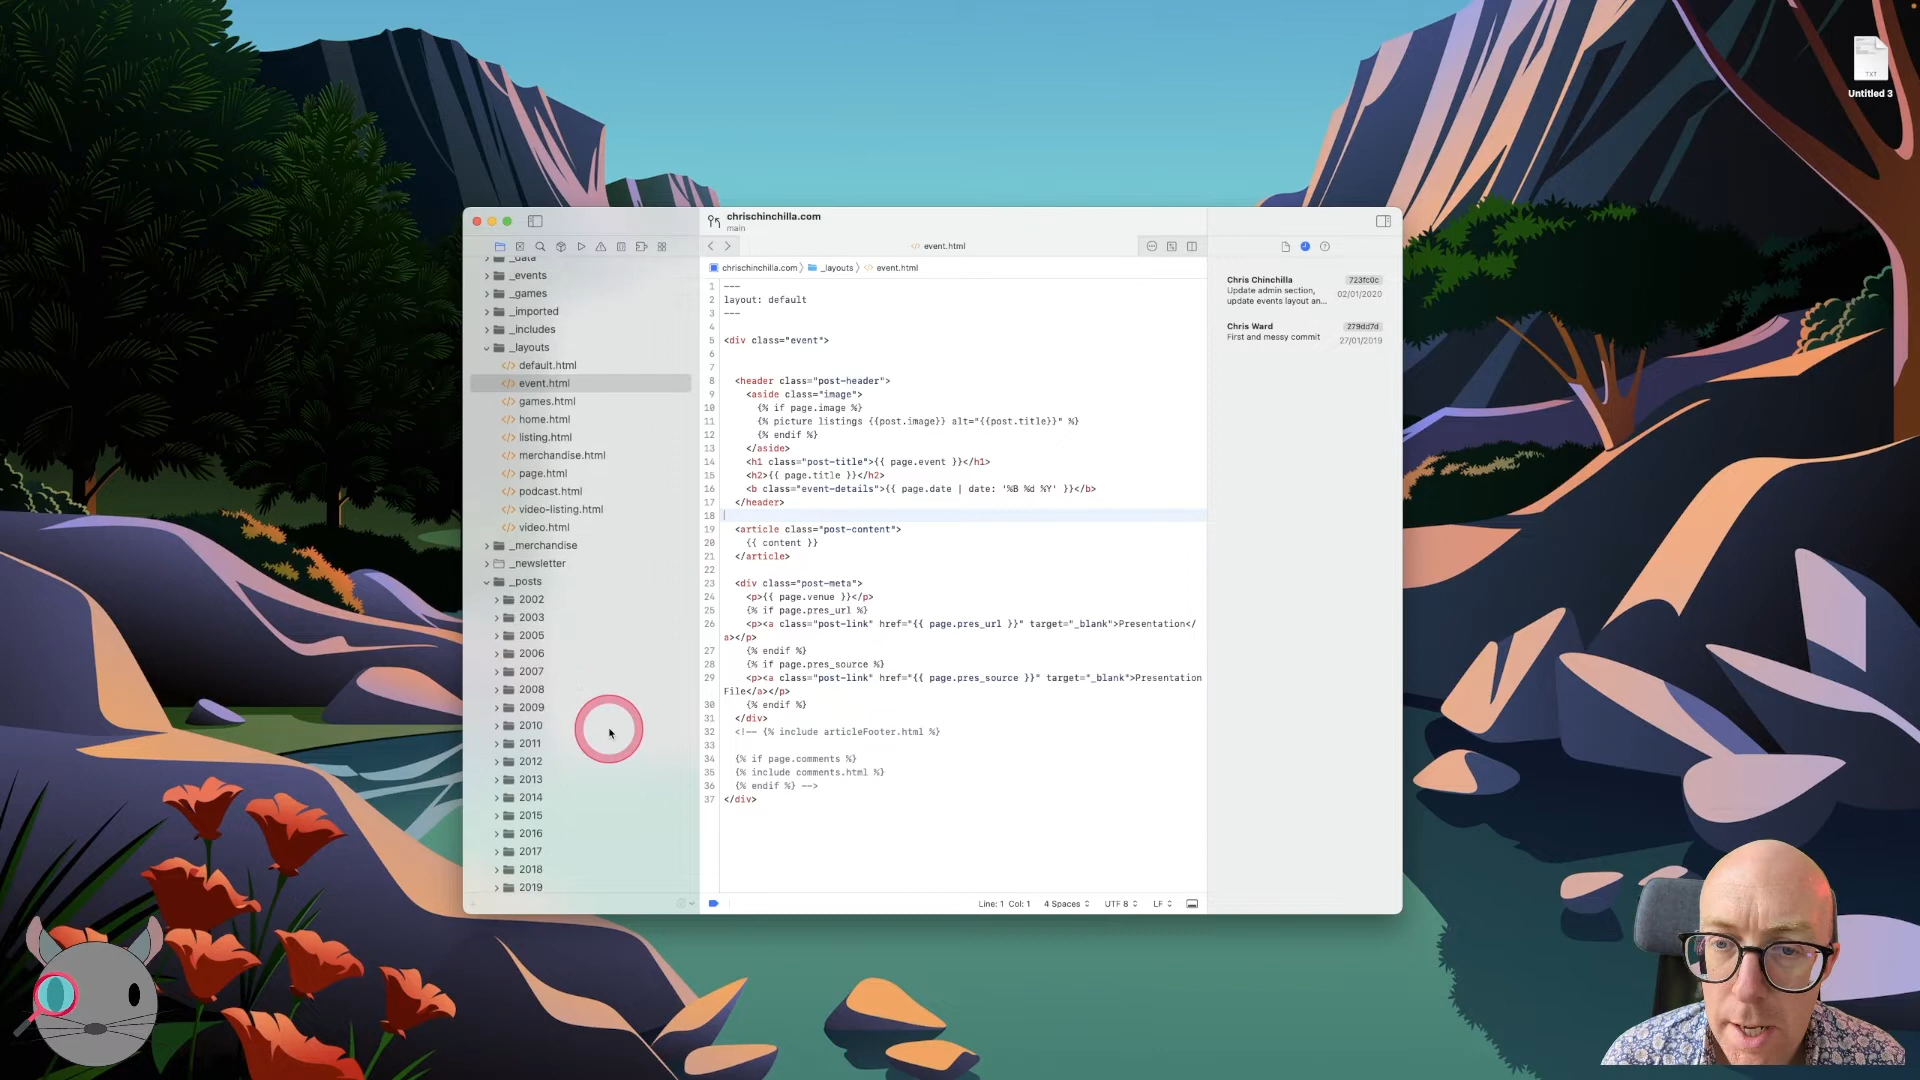 TXT
Untitled 3
chrischinchilla.com
main
event.html
chrischinchilla.com
_layouts
event.html
_data
_events
_games
_imported
_includes
_layouts
default.html
event.html
games.html
home.html
listing.html
merchandise.html
page.html
podcast.html
video-listing.html
video.html
_merchandise
_newsletter
_posts
2002
2003
2005
2006
2007
2008
2009
2010
2011
2012
2013
2014
2015
2016
2017
2018
2019
1 ---
2 layout: default
3 ---
4
5 <div class="event">
6
7
8 <header class="post-header">
9 <aside class="image">
10 {% if page.image %}
11 {% picture listings {{post.image}} alt="{{post.title}}" %}
12 {% endif %}
13 </aside>
14 <h1 class="post-title">{{ page.event }}</h1>
15 <h2>{{ page.title }}</h2>
16 <b class="event-details">{{ page.date | date: '%B %d %Y' }}</b>
17 </header>
18
19 <article class="post-content">
20 {{ content }}
21 </article>
22
23 <div class="post-meta">
24 <p>{{ page.venue }}</p>
25 {% if page.pres_url %}
26 <p><a class="post-link" href="{{ page.pres_url }}" target="_blank">Presentation</
a></p>
27 {% endif %}
28 {% if page.pres_source %}
29 <p><a class="post-link" href="{{ page.pres_source }}" target="_blank">Presentation
File</a></p>
30 {% endif %}
31 </div>
32 <!-- {% include articleFooter.html %}
33
34 {% if page.comments %}
35 {% include comments.html %}
36 {% endif %} -->
37 </div>
Line: 1 Col: 1
4 Spaces
UTF 8
LF
Chris Chinchilla 723fc0c
Update admin section,
update events layout an...
02/01/2020
Chris Ward 279dd7d
First and messy commit
27/01/2019